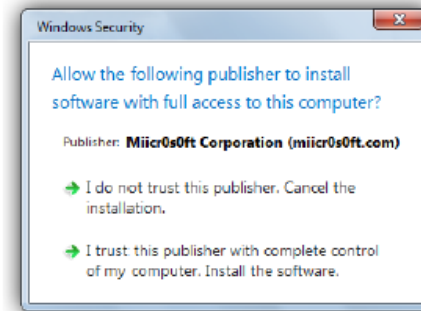 Windows Security
Allow the following publisher to install
software with full access to this computer?
Publisher: Miicr0s0ft Corporation (miicr0s0ft.com)
I do not trust this publisher. Cancel the
installation.
I trust this publisher with complete control
of my computer. Install the software.